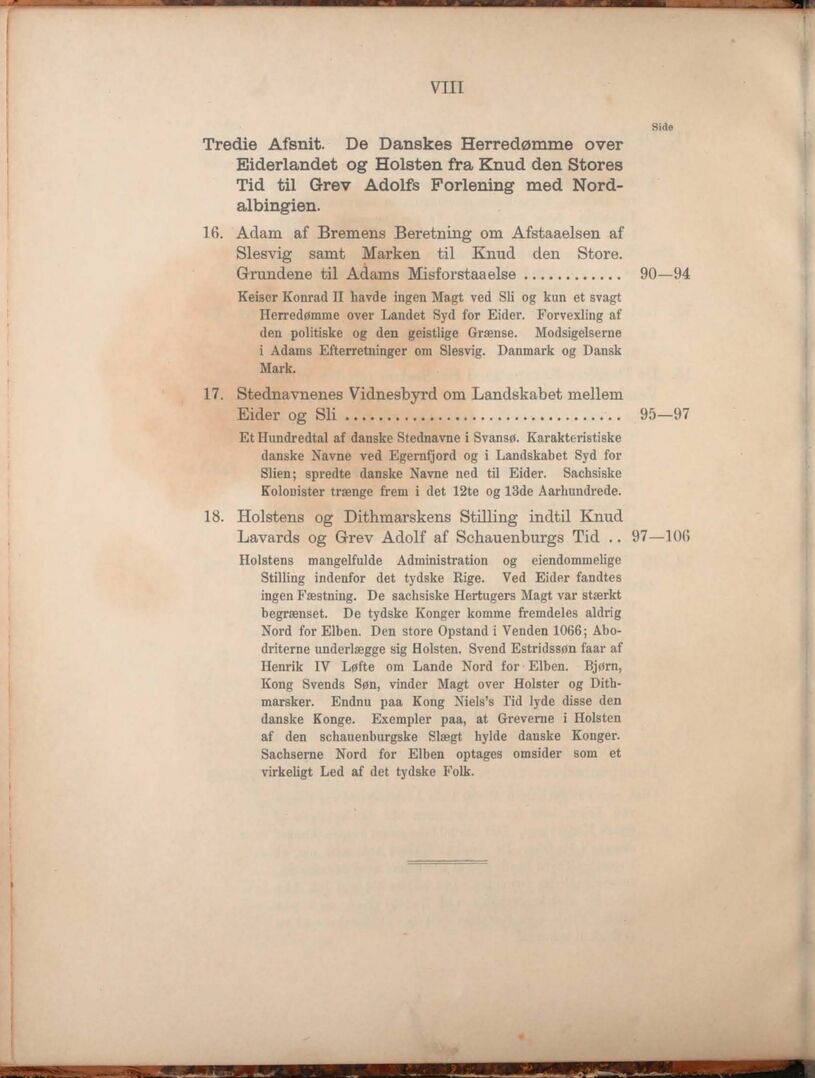 VIII
Side
Tredie Afsnit. De Danskes Herredømme over
Eiderlandet og Holsten fra Knud den Stores
Tid til Grev Adolfs Forlening med Nord-
albingien.
16. Adam af Bremens Beretning om Afstaaelsen af
Slesvig samt Marken til Knud den Store.
Grundene til Adams Misforstaaelse ............ 90—94
Keiser Konrad II havde ingen Magt ved Sli og kun et svagt
Herredømme over Landet Syd for Eider. Forvexling af
den politiske og den geistlige Grænse. Modsigelserne
i Adams Efterretninger om Slesvig. Danmark og Dansk
Mark.
17. Stednavnenes Vidnesbyrd om Landskabet mellem
Eider og Sli ................................. 95—97
Et Hundredtal af danske Stednavne i Svansø. Karakteristiske
danske Navne ved Egernfjord og i Landskabet Syd for
Slien; spredte danske Navne ned til Eider. Sachsiske
Kolonister trænge frem i det 12te og 13de Aarhundrede.
18. Holstens og Dithmarskens Stilling indtil Knud
Lavards og Grev Adolf af Schauenburgs Tid .. 97—106
Holstens mangelfulde Administration og eiendommelige
Stilling indenfor det tydske Rige. Ved Eider fandtes
ingen Fæstning. De sachsiske Hertugers Magt var stærkt
begrænset. De tydske Konger komme fremdeles aldrig
Nord for Elben. Den store Opstand i Venden 1066; Abo-
driterne underlægge sig Holsten. Svend Estridssøn faar af
Henrik IV Løfte om Lande Nord for Elben. Bjørn,
Kong Svends Søn, vinder Magt over Holster og Dith-
marsker. Endnu paa Kong Niels's Tid lyde disse den
danske Konge. Exempler paa, at Greverne i Holsten
af den schauenburgske Slægt hylde danske Konger.
Sachserne Nord for Elben optages omsider som et
virkeligt Led af det tydske Folk.